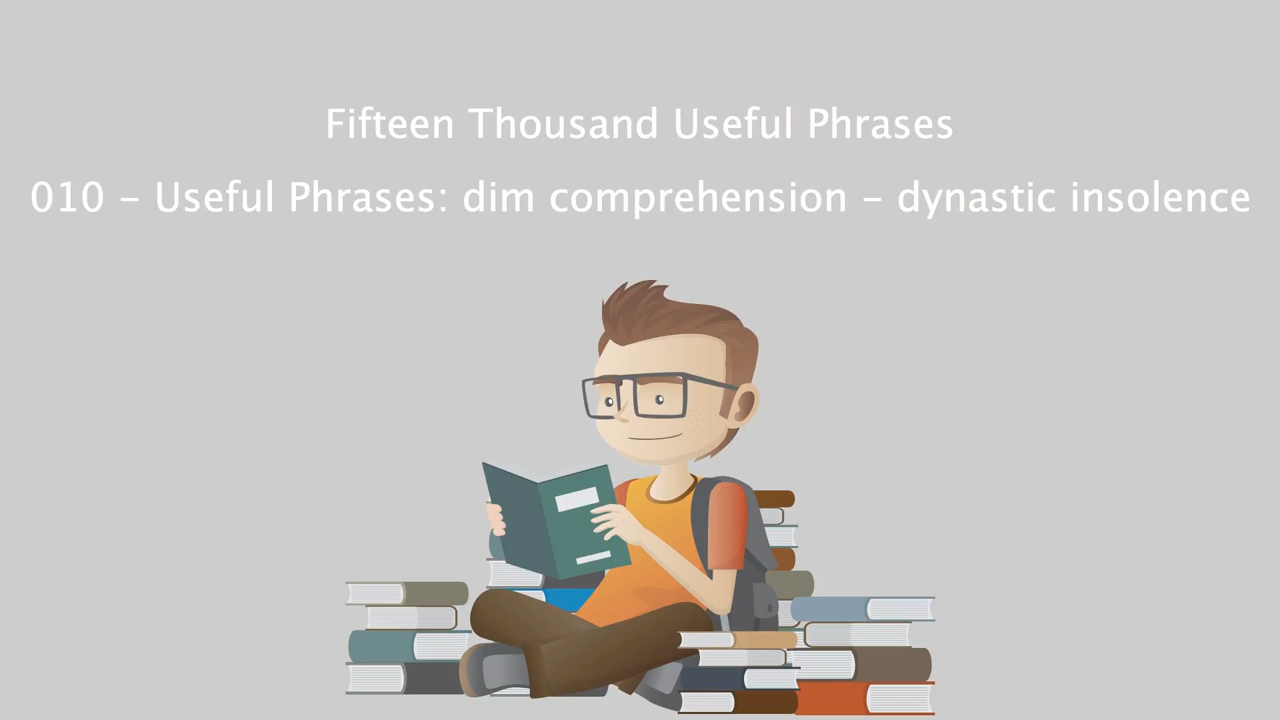 Fifteen Thousand Useful Phrases
010 – Useful Phrases: dim comprehension – dynastic insolence